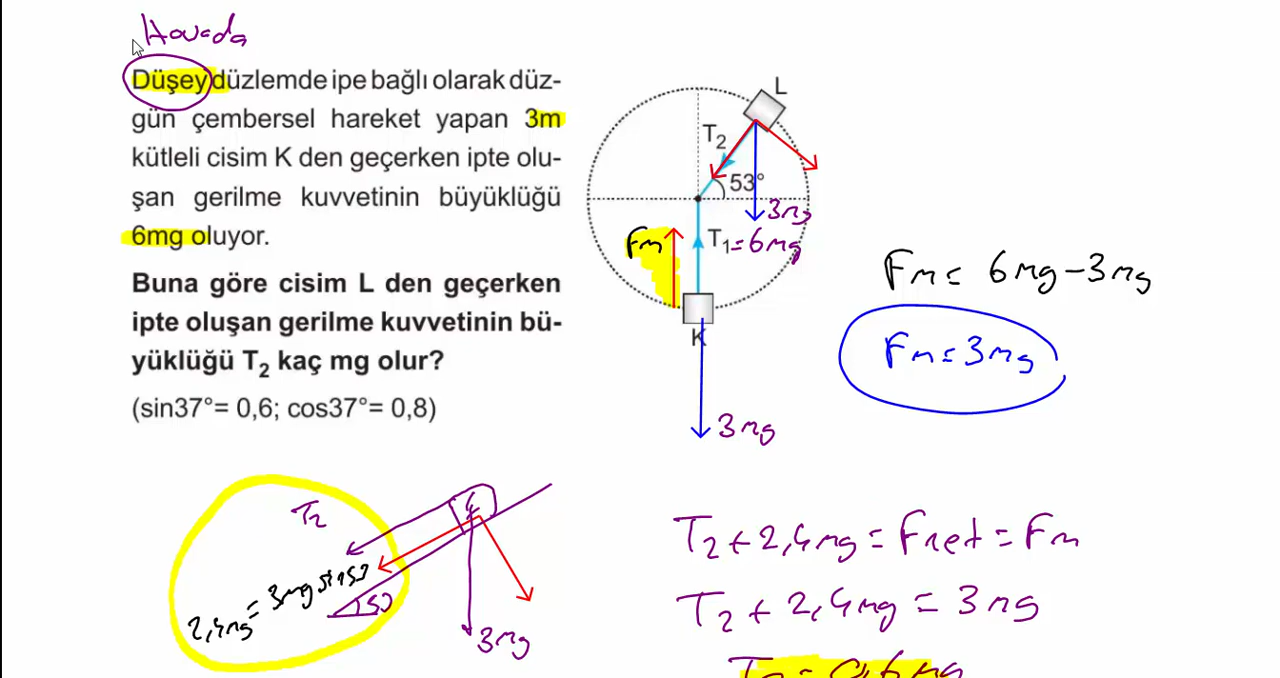 Havada
Düşey düzlemde ipe bağlı olarak düz-
gün çembersel hareket yapan 3m
kütleli cisim K den geçerken ipte olu-
şan gerilme kuvvetinin büyüklüğü
6mg oluyor.
Buna göre cisim L den geçerken
ipte oluşan gerilme kuvvetinin bü-
yüklüğü T₂ kaç mg olur?
(sin37°= 0,6; cos37°= 0,8)
L
T₂
53°
3mg
Fm
T₁=6mg
K
3mg
Fm = 6mg-3mg
Fm=3mg
T₂
2,4mg = 3mg sin53
53
3mg
T₂+2,4mg = Fnet = Fm
T₂+2,4mg = 3mg
T₂ = 0,6mg